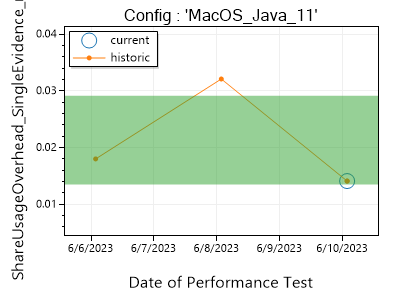 Config : 'MacOS_Java_11'
ShareUsageOverhead_SingleEvidence_
0.04
0.03
0.02
0.01
current
historic
6/6/2023
6/7/2023
6/8/2023
6/9/2023
6/10/2023
Date of Performance Test